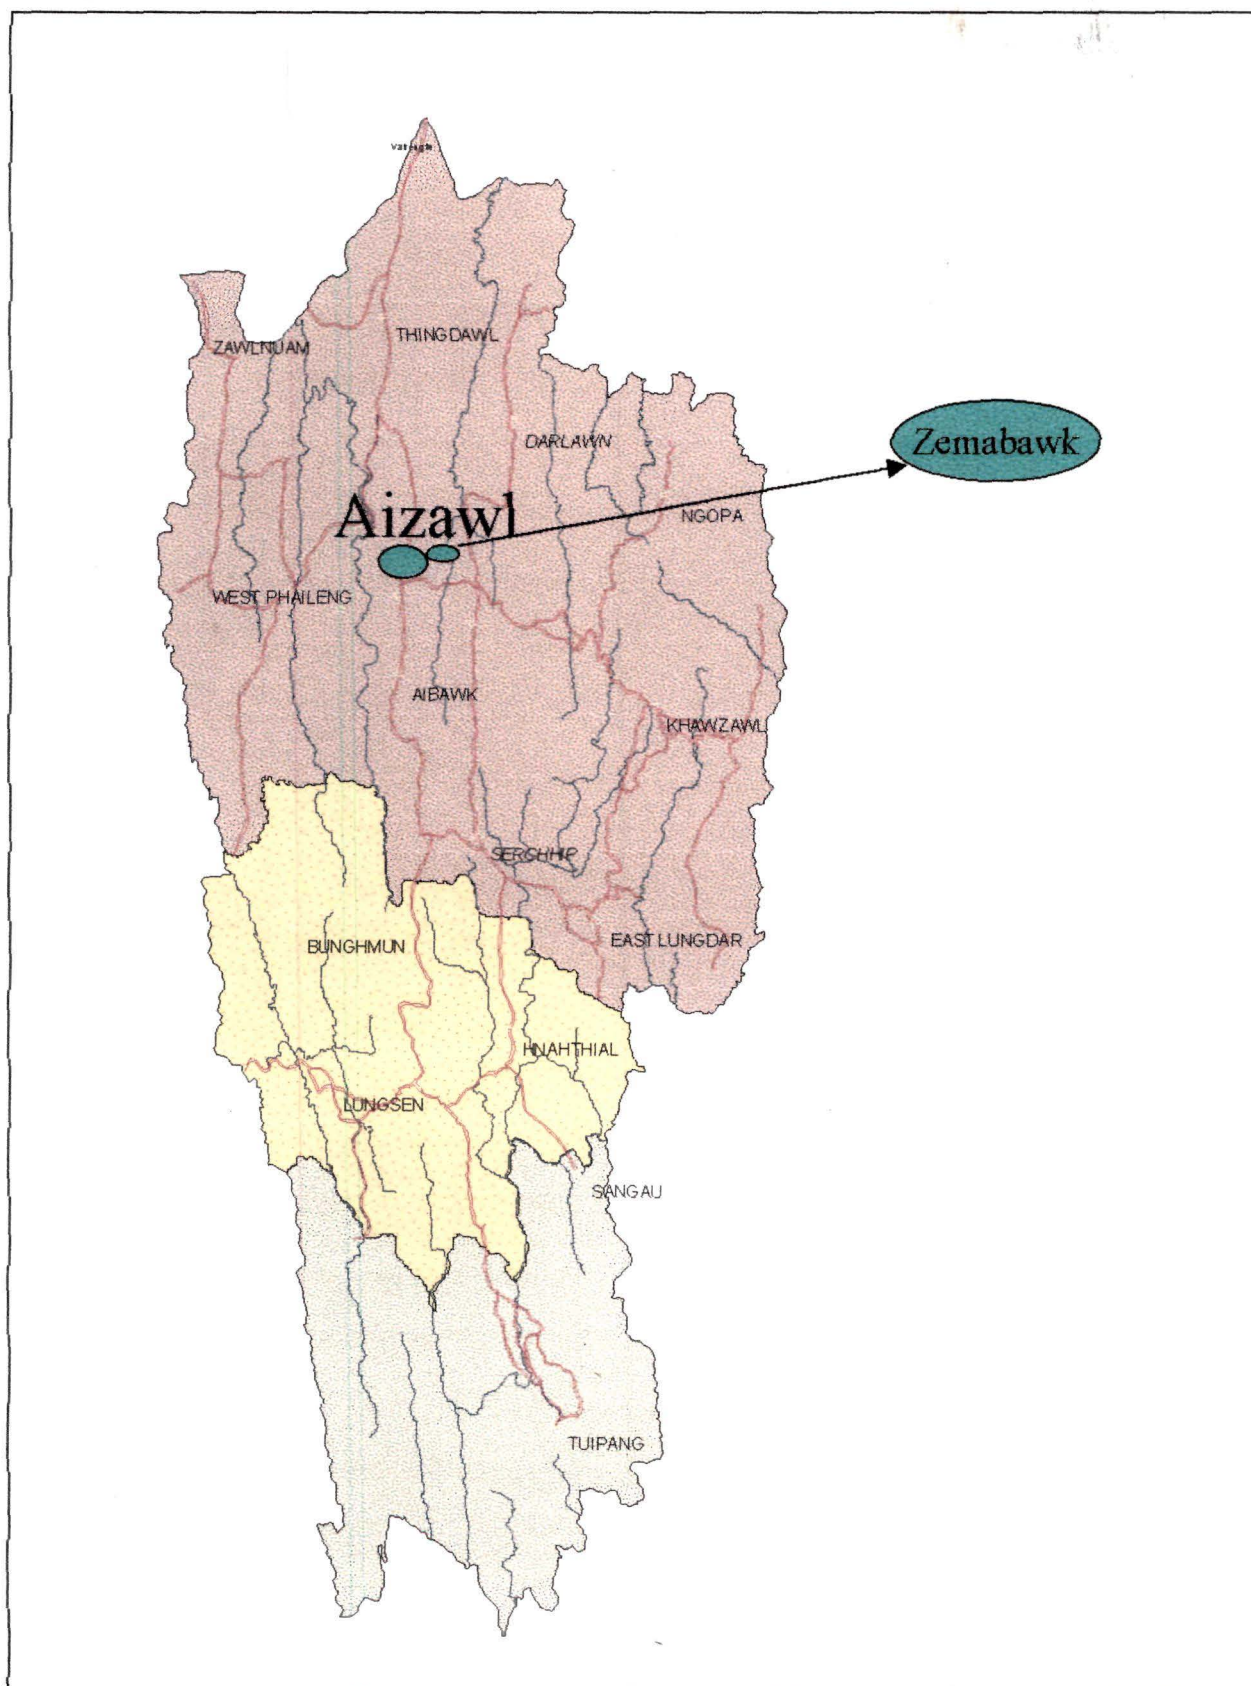 THINGDAWL
ZAWLNUAM
DARLAWN
Zemabawk
Aizawl
NGOPA
WEST PHAILENG
AIBAWK
KHAWZAWL
SERCHHIP
EAST LUNGDAR
BUNGHMUN
HNAHTHIAL
LUNGSEN
SANGAU
TUIPANG